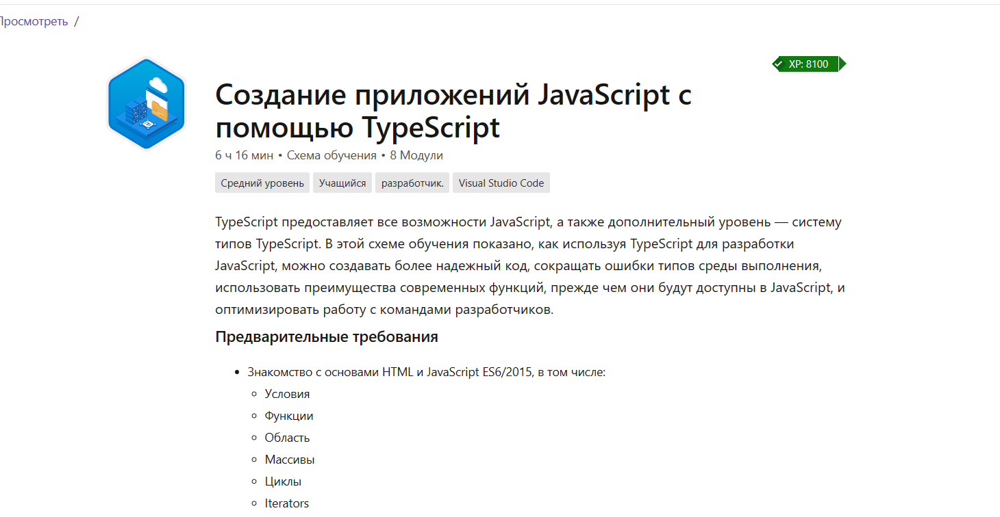 Просмотреть /
XP: 8100
Создание приложений JavaScript с
помощью TypeScript
6 ч 16 мин • Схема обучения • 8 Модули
Средний уровень Учащийся разработчик. Visual Studio Code
TypeScript предоставляет все возможности JavaScript, а также дополнительный уровень — систему
типов TypeScript. В этой схеме обучения показано, как используя TypeScript для разработки
JavaScript, можно создавать более надежный код, сокращать ошибки типов среды выполнения,
использовать преимущества современных функций, прежде чем они будут доступны в JavaScript, и
оптимизировать работу с командами разработчиков.
Предварительные требования
• Знакомство с основами HTML и JavaScript ES6/2015, в том числе:
◦ Условия
◦ Функции
◦ Область
◦ Массивы
◦ Циклы
◦ Iterators